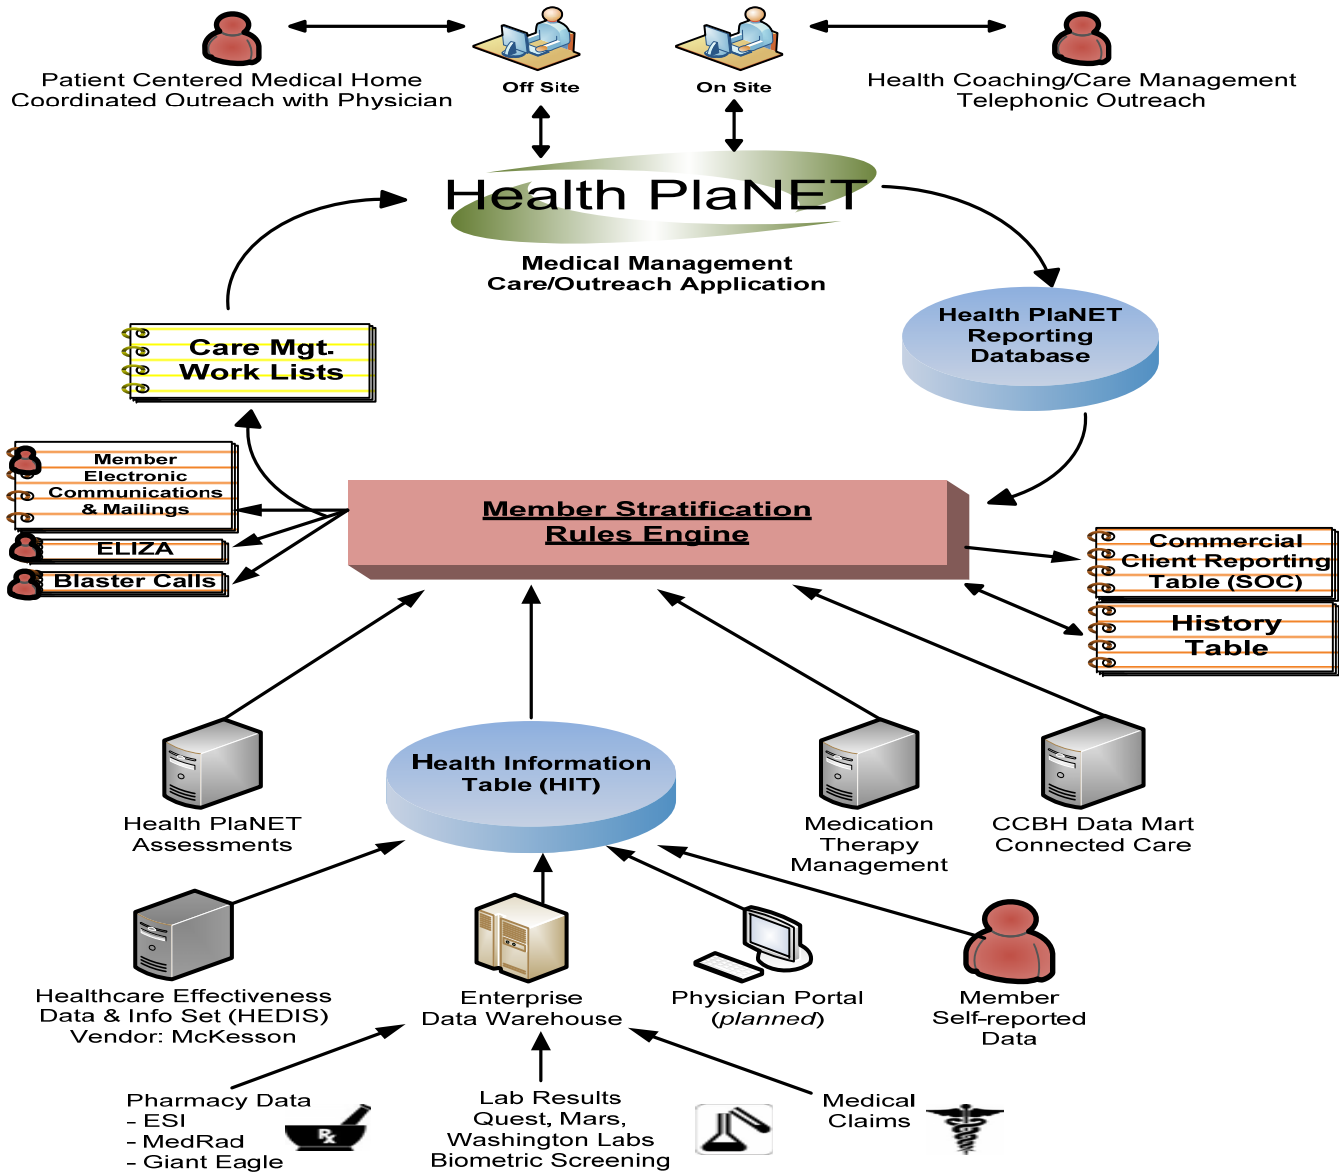 Patient Centered Medical Home
Coordinated Outreach with Physician
Off Site
On Site
Health Coaching/Care Management
Telephonic Outreach
Health PlaNET
Medical Management
Care/Outreach Application
Health PlaNET
Reporting
Database
Care Mgt.
Work Lists
Member
Electronic
Communications
& Mailings
ELIZA
Blaster Calls
Member Stratification
Rules Engine
Commercial
Client Reporting
Table (SOC)
History
Table
Health PlaNET
Assessments
Health Information
Table (HIT)
Medication
Therapy
Management
CCBH Data Mart
Connected Care
Healthcare Effectiveness
Data & Info Set (HEDIS)
Vendor: McKesson
Enterprise
Data Warehouse
Physician Portal
(planned)
Member
Self-reported
Data
Pharmacy Data
- ESI
- MedRad
- Giant Eagle
Rx
Lab Results
Quest, Mars,
Washington Labs
Biometric Screening
Medical
Claims